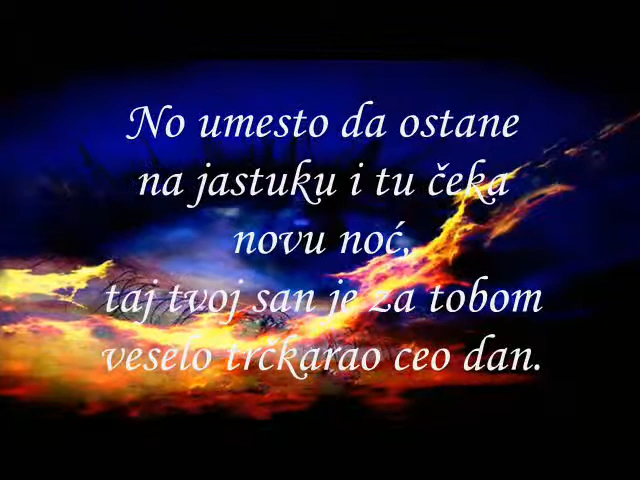 No umesto da ostane
na jastuku i tu čeka
novu noć,
taj tvoj san je za tobom
veselo trčkarao ceo dan.